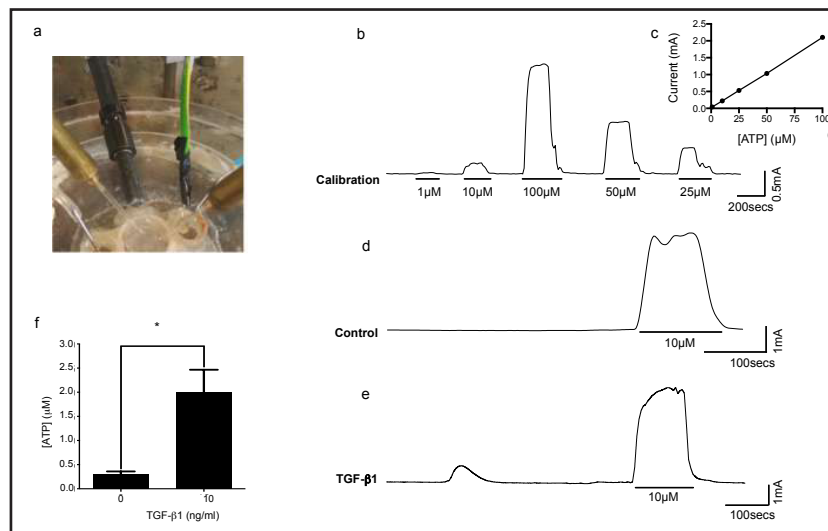 a
b
c
Current (mA)
2.5
2.0
1.5
1.0
0.5
0.0
0 25 50 75 100
[ATP] (µM)
Calibration
1µM 10µM 100µM 50µM 25µM
0.5mA
200secs
d
Control
10µM
1mA
100secs
e
TGF-β1
10µM
1mA
100secs
f
*
[ATP] (µM)
3.0
2.5
2.0
1.5
1.0
0.5
0.0
0 10
TGF-β1 (ng/ml)